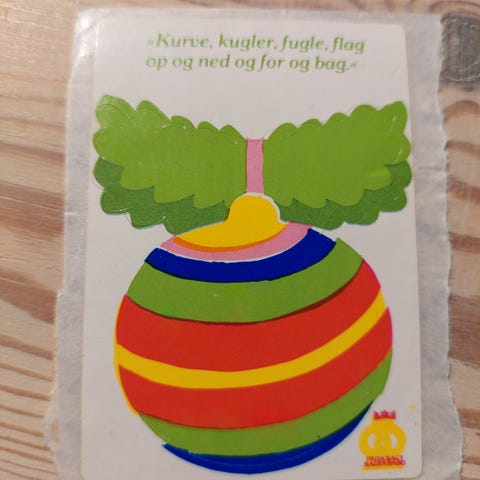 »Kurve, kugler, fugle, flag
op og ned og for og bag.«